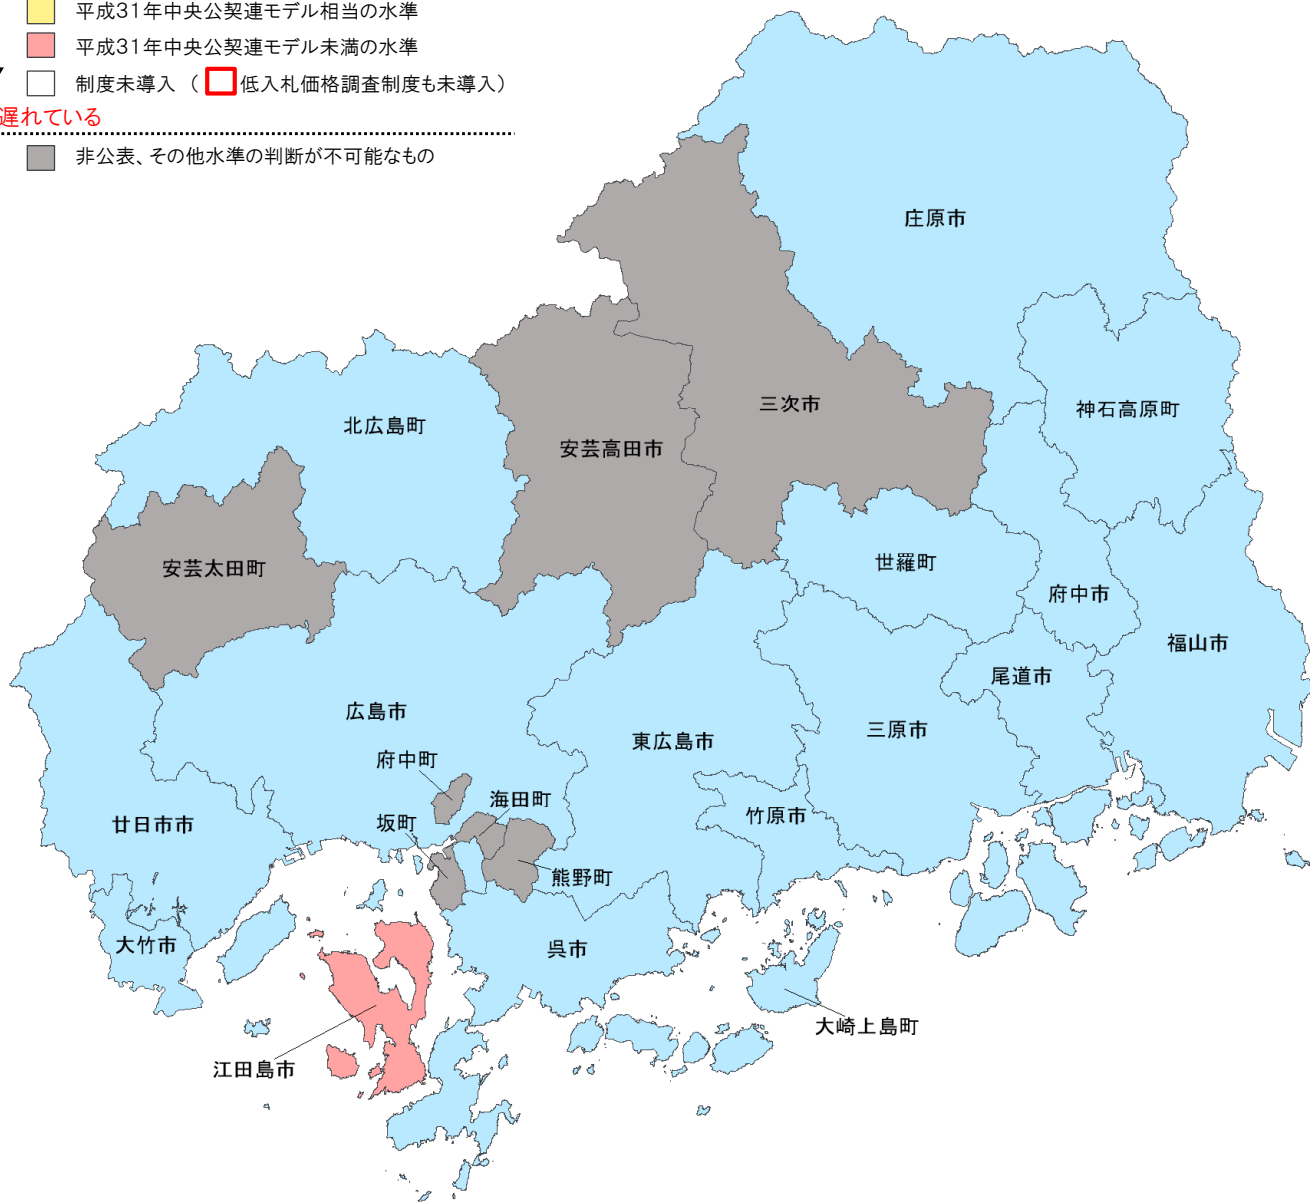 平成31年中央公契連モデル相当の水準
平成31年中央公契連モデル未満の水準
制度未導入（ 低入札価格調査制度も未導入）
遅れている
非公表、その他水準の判断が不可能なもの
庄原市
三次市
神石高原町
北広島町
安芸高田市
安芸太田町
世羅町
府中市
福山市
尾道市
広島市
三原市
東広島市
府中町
海田町
竹原市
坂町
廿日市市
熊野町
大竹市
呉市
大崎上島町
江田島市